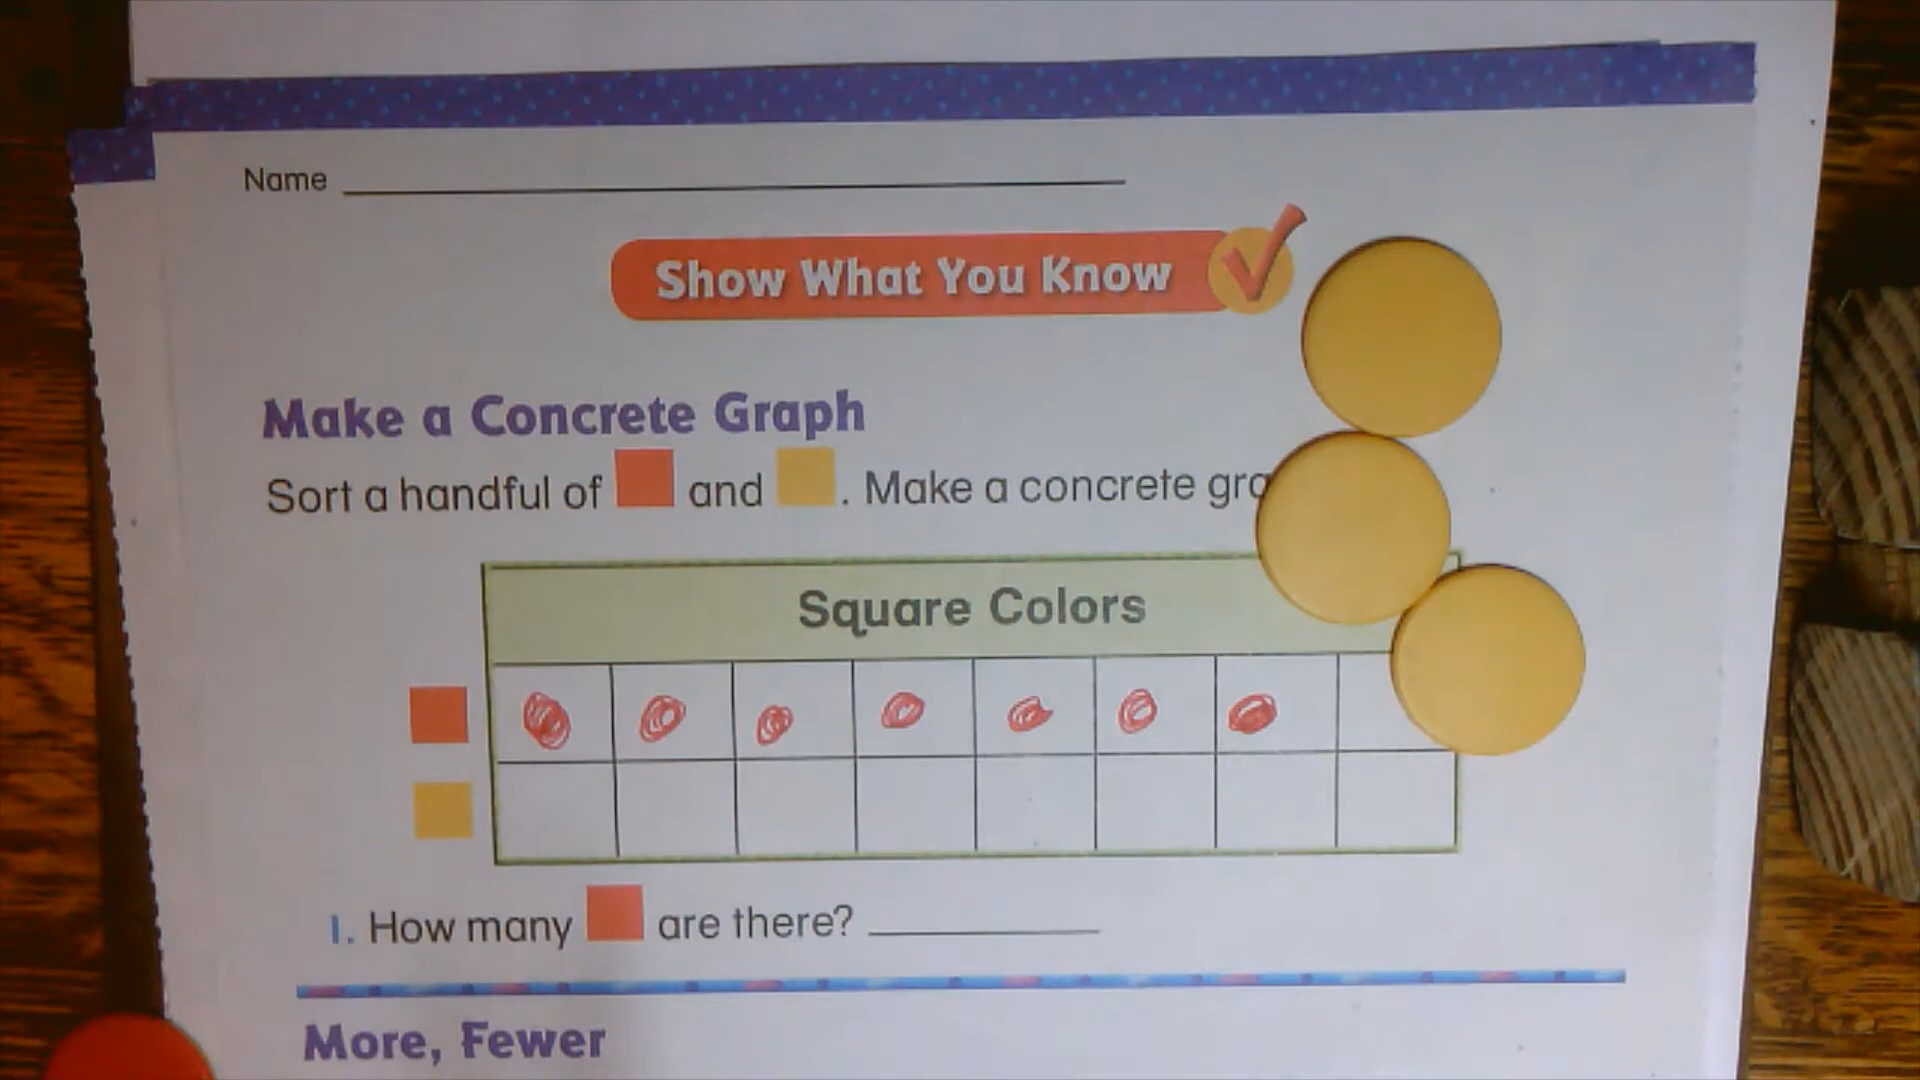 Name
Show What You Know
Make a Concrete Graph
Sort a handful of and . Make a concrete gra
Square Colors
1. How many are there?
More, Fewer